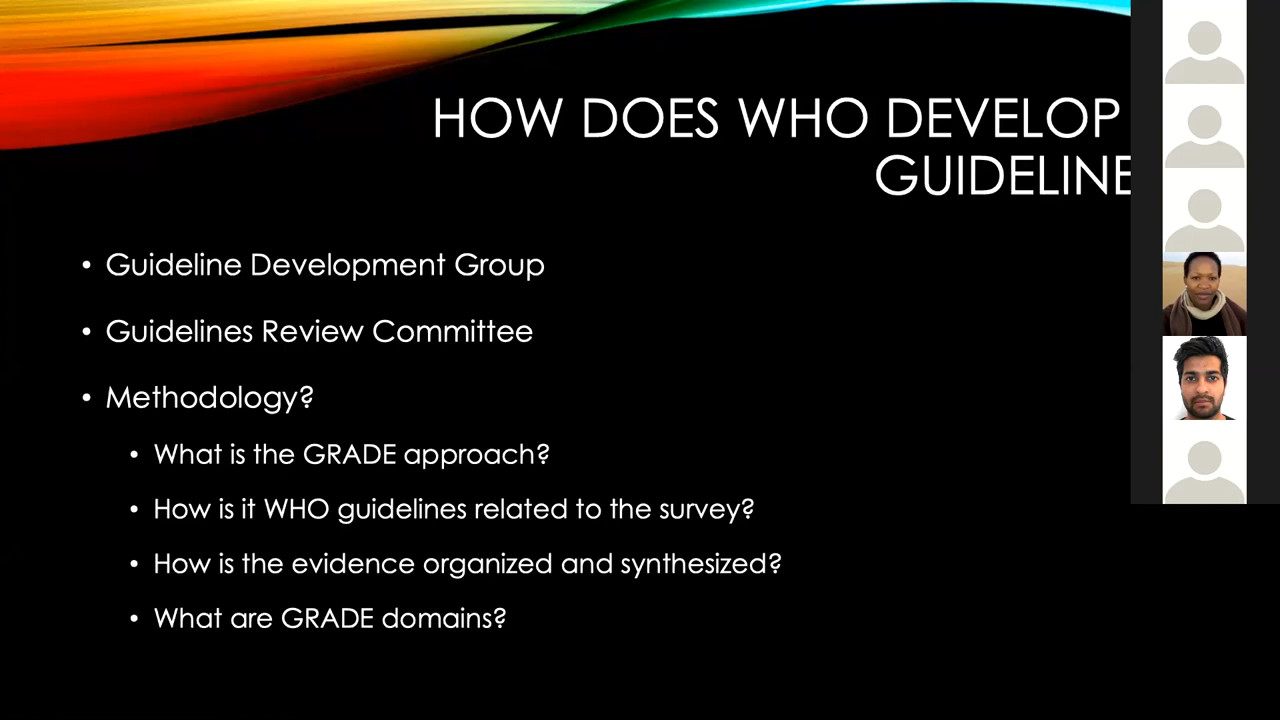 HOW DOES WHO DEVELOP
GUIDELINE
• Guideline Development Group
• Guidelines Review Committee
• Methodology?
• What is the GRADE approach?
• How is it WHO guidelines related to the survey?
• How is the evidence organized and synthesized?
• What are GRADE domains?